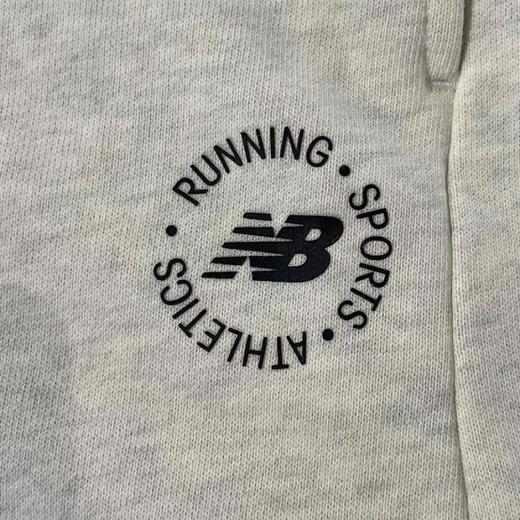 RUNNING • SPORTS • ATHLETICS •
NB